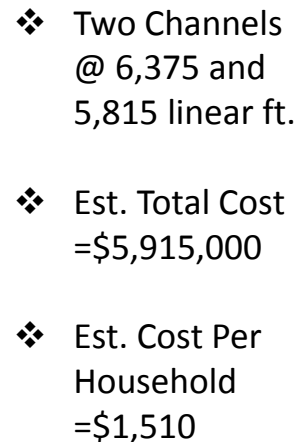 ❖ Two Channels
@ 6,375 and
5,815 linear ft.
❖ Est. Total Cost
=$5,915,000
❖ Est. Cost Per
Household
=$1,510